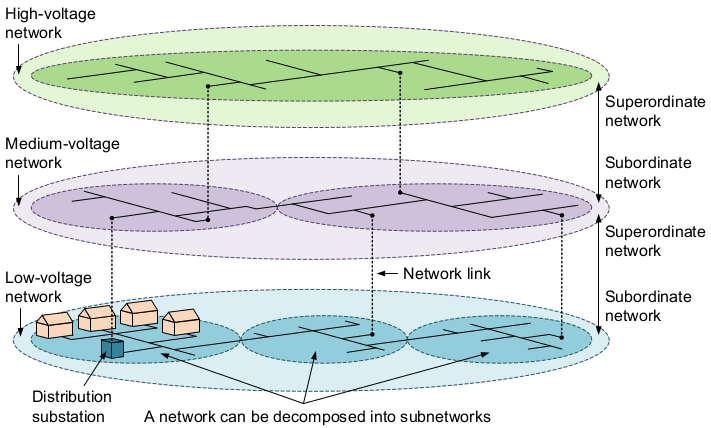 High-voltage
network
Superordinate
network
Medium-voltage
network
Subordinate
network
Superordinate
network
Network link
Low-voltage
network
Subordinate
network
Distribution
substation
A network can be decomposed into subnetworks